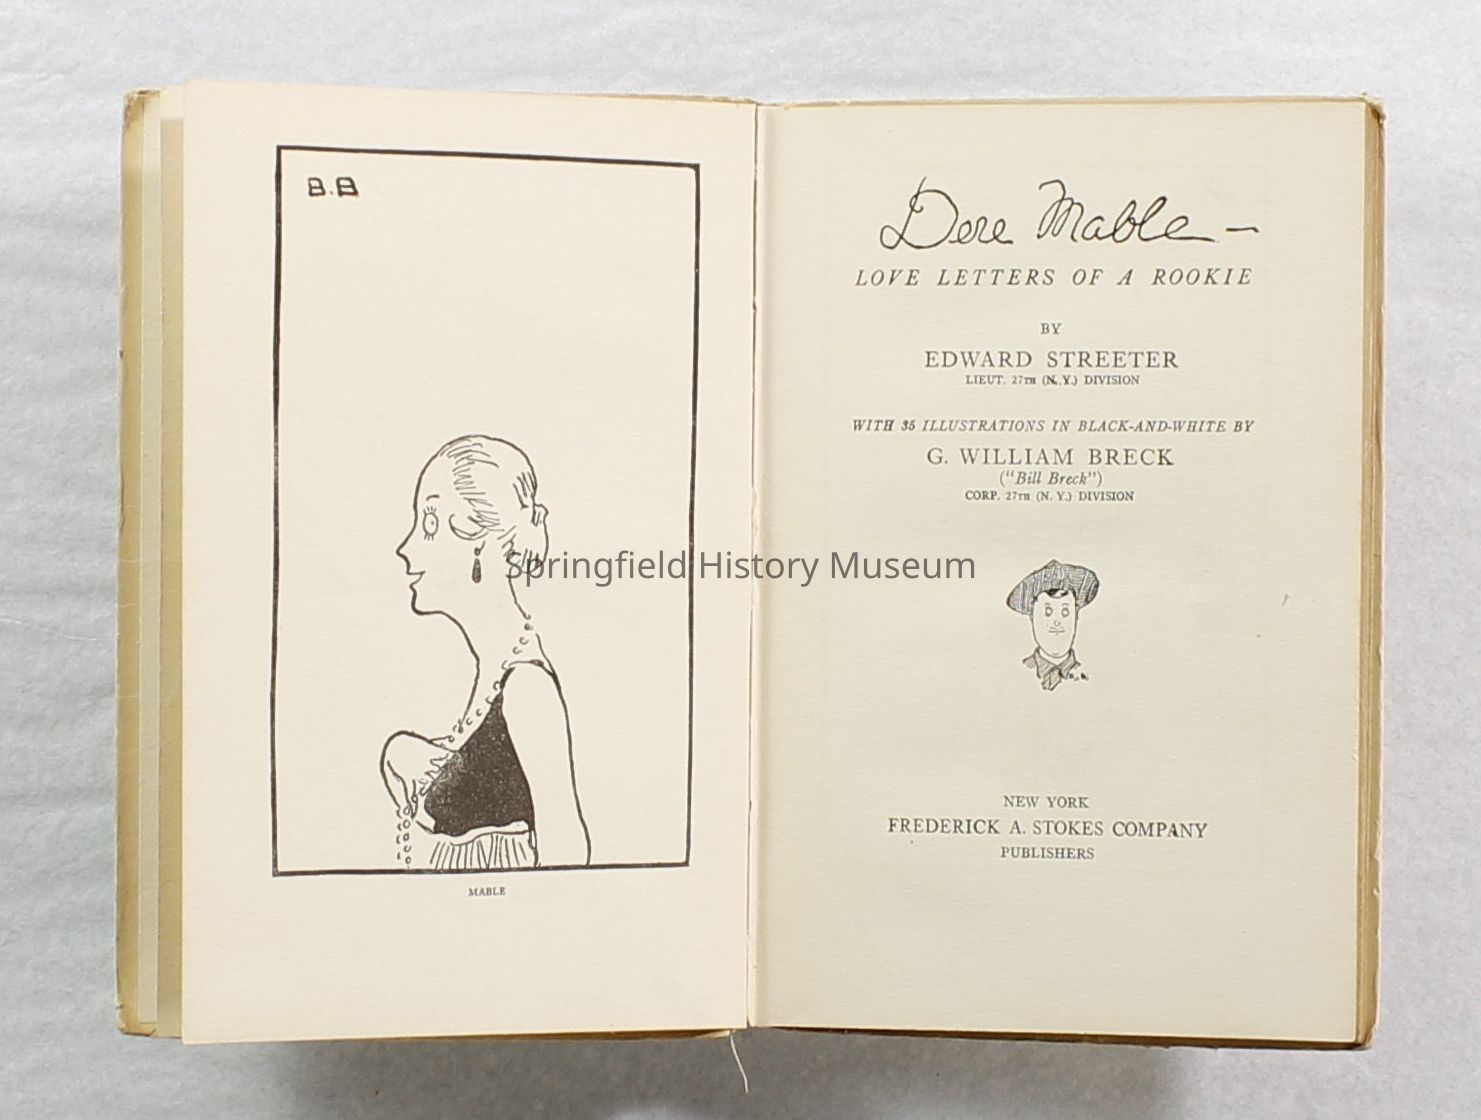 B.B
MABLE
Dere Mable—
LOVE LETTERS OF A ROOKIE
BY
EDWARD STREETER
LIEUT. 27TH (N.Y.) DIVISION
WITH 35 ILLUSTRATIONS IN BLACK-AND-WHITE BY
G. WILLIAM BRECK
("Bill Breck")
CORP. 27TH (N. Y.) DIVISION
B.B.
NEW YORK
FREDERICK A. STOKES COMPANY
PUBLISHERS
Springfield History Museum